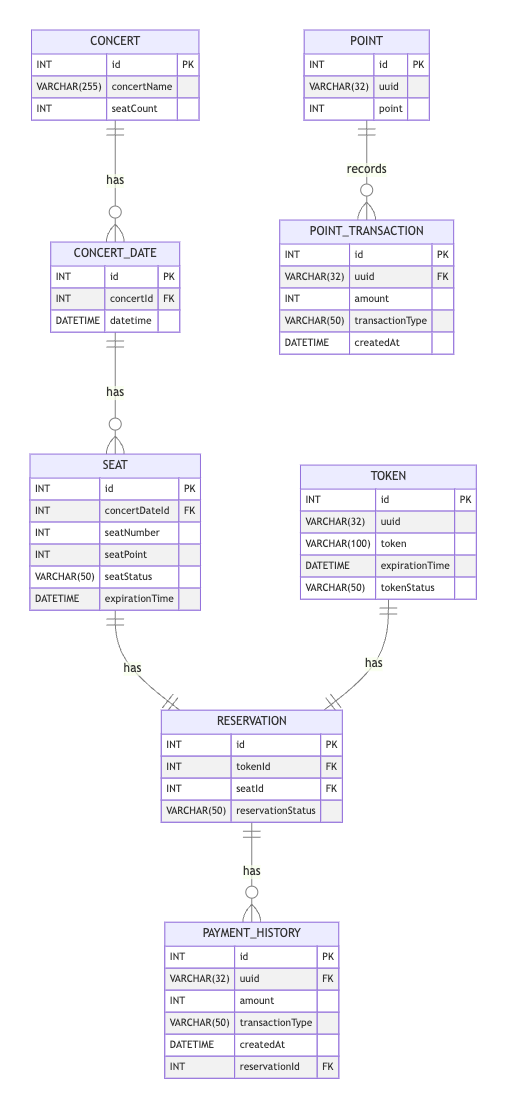 CONCERT
INT id PK
VARCHAR(255) concertName
INT seatCount
has
CONCERT_DATE
INT id PK
INT concertId FK
DATETIME datetime
has
SEAT
INT id PK
INT concertDateId FK
INT seatNumber
INT seatPoint
VARCHAR(50) seatStatus
DATETIME expirationTime
has
POINT
INT id PK
VARCHAR(32) uuid
INT point
records
POINT_TRANSACTION
INT id PK
VARCHAR(32) uuid FK
INT amount
VARCHAR(50) transactionType
DATETIME createdAt
TOKEN
INT id PK
VARCHAR(32) uuid
VARCHAR(100) token
DATETIME expirationTime
VARCHAR(50) tokenStatus
has
RESERVATION
INT id PK
INT tokenId FK
INT seatId FK
VARCHAR(50) reservationStatus
has
PAYMENT_HISTORY
INT id PK
VARCHAR(32) uuid FK
INT amount
VARCHAR(50) transactionType
DATETIME createdAt
INT reservationId FK